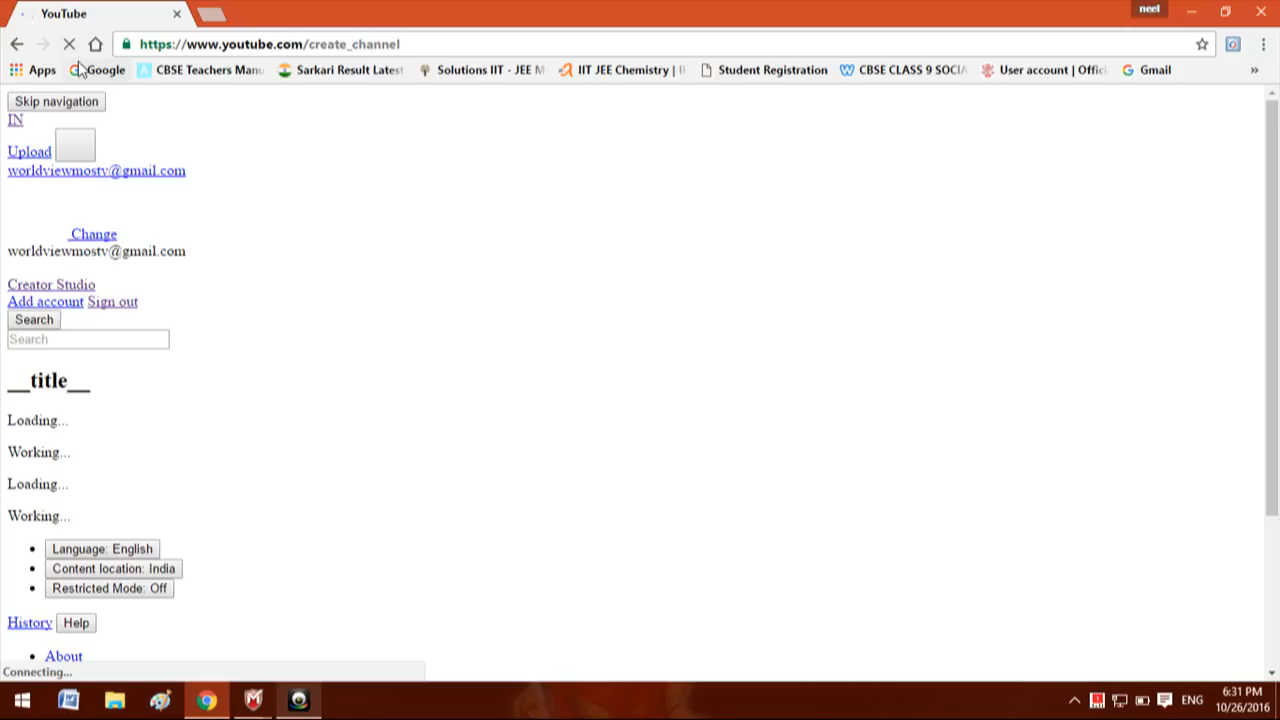 YouTube
neel
https://www.youtube.com/create_channel
Apps Google CBSE Teachers Manu Sarkari Result Latest Solutions IIT - JEE M IIT JEE Chemistry | I Student Registration CBSE CLASS 9 SOCIA User account | Offici Gmail »
Skip navigation
IN
Upload
worldviewmostv@gmail.com
Change
worldviewmostv@gmail.com
Creator Studio
Add account Sign out
Search
Search
__title__
Loading...
Working...
Loading...
Working...
• Language: English
• Content location: India
• Restricted Mode: Off
History Help
• About
Connecting...
ENG
6:31 PM
10/26/2016